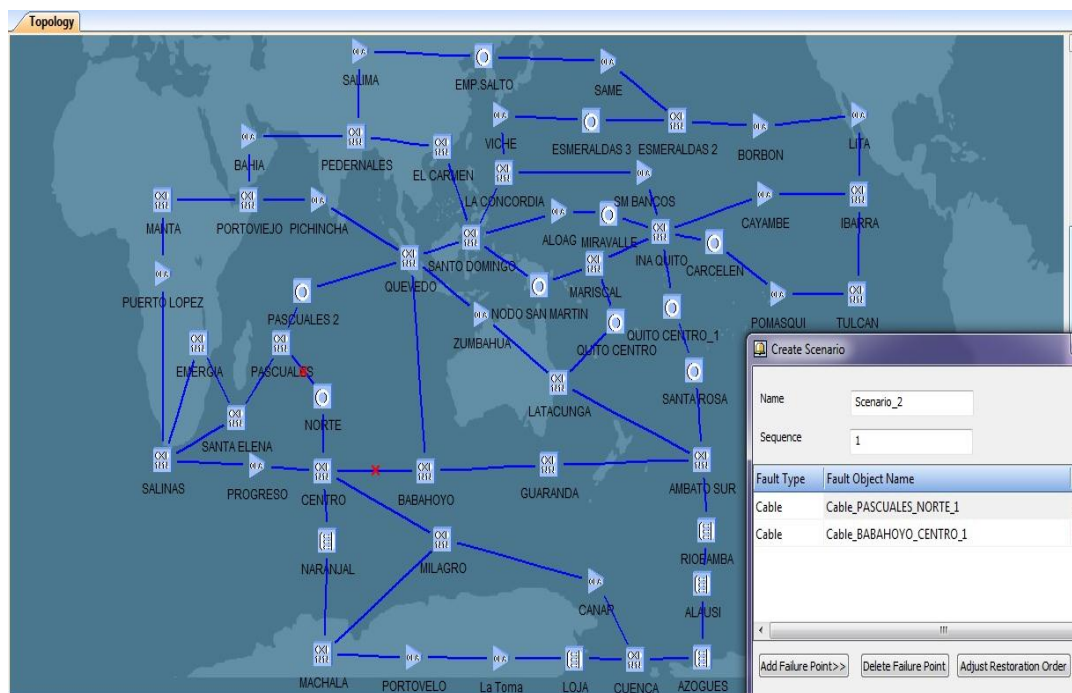 Topology
SALIMA
EMP.SALTO
SAME
BAHIA
PEDERNALES
EL CARMEN
VICHE
ESMERALDAS 3
ESMERALDAS 2
BORBON
LITA
MANTA
PORTOVIEJO
PICHINCHA
LA CONCORDIA
SM BANCOS
CAYAMBE
IBARRA
SANTO DOMINGO
ALOAG
MIRAVALLE
INA QUITO
CARCELEN
PUERTO LOPEZ
QUEVEDO
MARISCAL
NODO SAN MARTIN
PASCUALES 2
ZUMBAHUA
QUITO CENTRO
QUITO CENTRO_1
POMASQUI
TULCAN
EMERGIA
PASCUALES
LATACUNGA
SANTA ROSA
NORTE
SANTA ELENA
SALINAS
PROGRESO
CENTRO
BABAHOYO
GUARANDA
AMBATO SUR
NARANJAL
MILAGRO
RIOBAMBA
CANAR
ALAUSI
MACHALA
PORTOVELO
La Toma
LOJA
CUENCA
AZOGUES
Create Scenario
Name
Scenario_2
Sequence
1
Fault Type
Fault Object Name
Cable
Cable_PASCUALES_NORTE_1
Cable
Cable_BABAHOYO_CENTRO_1
Add Failure Point>>
Delete Failure Point
Adjust Restoration Order